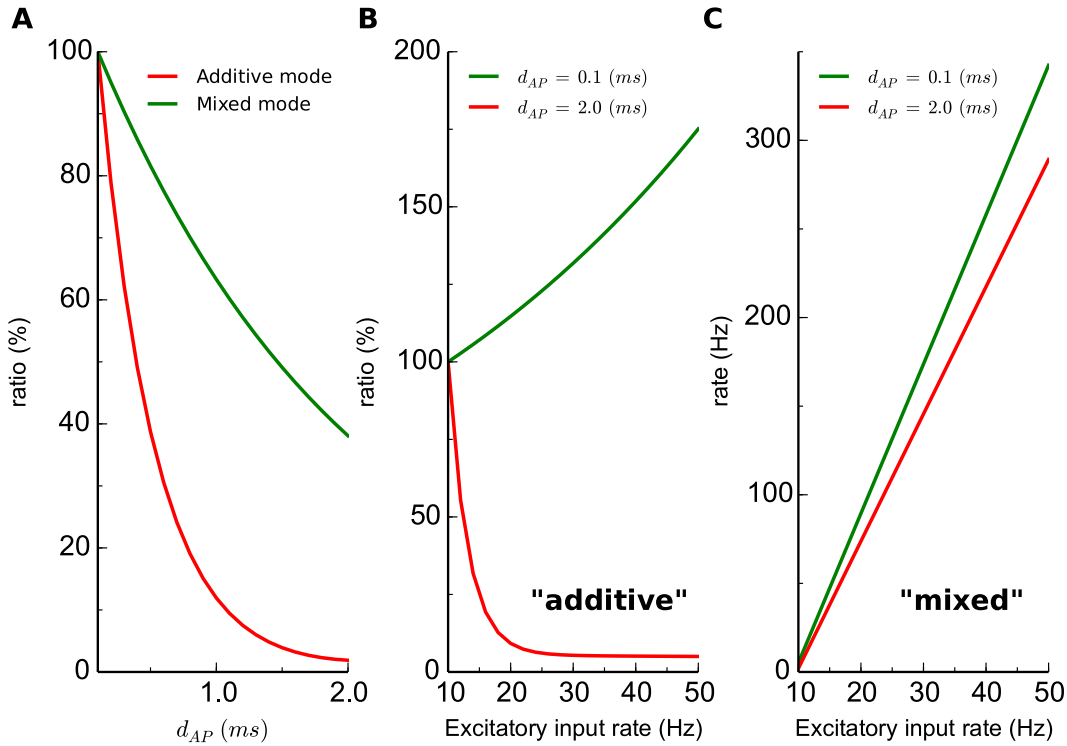 A
B
C
100
80
60
40
20
0
ratio (%)
Additive mode
Mixed mode
1.0
2.0
d_AP (ms)
200
150
100
50
0
ratio (%)
d_AP = 0.1 (ms)
d_AP = 2.0 (ms)
"additive"
10 20 30 40 50
Excitatory input rate (Hz)
300
200
100
0
rate (Hz)
d_AP = 0.1 (ms)
d_AP = 2.0 (ms)
"mixed"
10 20 30 40 50
Excitatory input rate (Hz)